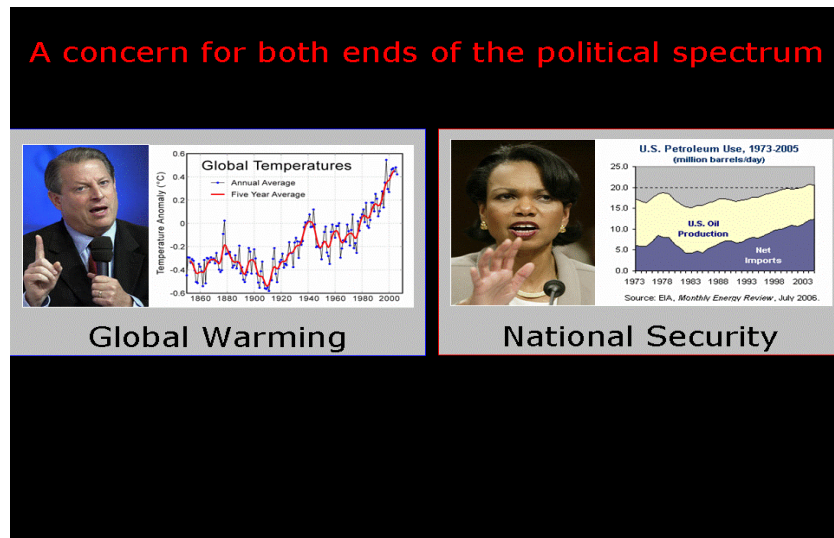 A concern for both ends of the political spectrum
Global Temperatures
Annual Average
Five Year Average
Temperature Anomaly (°C)
0.6
0.4
0.2
0
-0.2
-0.4
-0.6
1860 1880 1900 1920 1940 1960 1980 2000
Global Warming
U.S. Petroleum Use, 1973-2005
(million barrels/day)
25.0
20.0
15.0
10.0
5.0
0.0
U.S. Oil
Production
Net
Imports
1973 1978 1983 1988 1993 1998 2003
Source: EIA, Monthly Energy Review, July 2006.
National Security